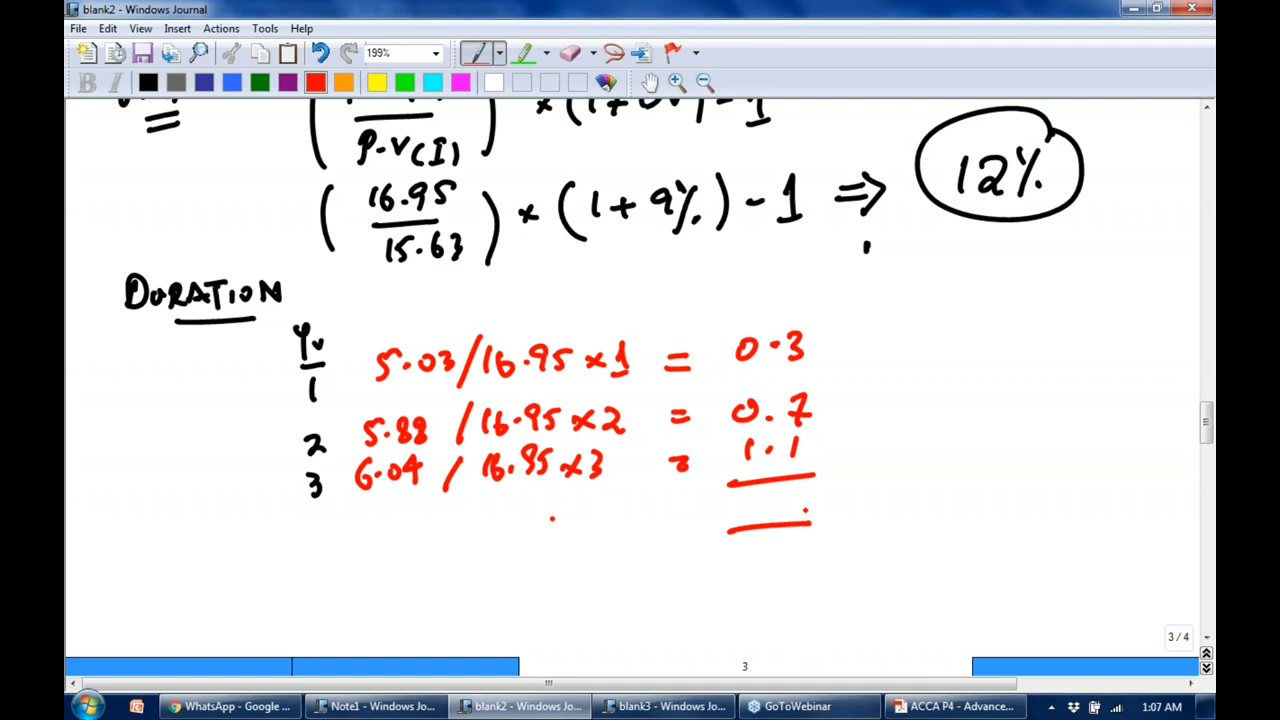 blank2 - Windows Journal
File Edit View Insert Actions Tools Help
199%
P.V(I)
(16.95 / 15.63) × (1 + 9%) - 1 ⇒ 12%
DURATION
Yr
1 5.03/16.95 × 1 = 0.3
2 5.88 / 16.95 × 2 = 0.7
3 6.04 / 16.95 × 3 = 1.1
3 / 4
3
WhatsApp - Google ... Note1 - Windows Jo... blank2 - Windows Jo... blank3 - Windows Jo... GoToWebinar ACCA P4 - Advance... 1:07 AM